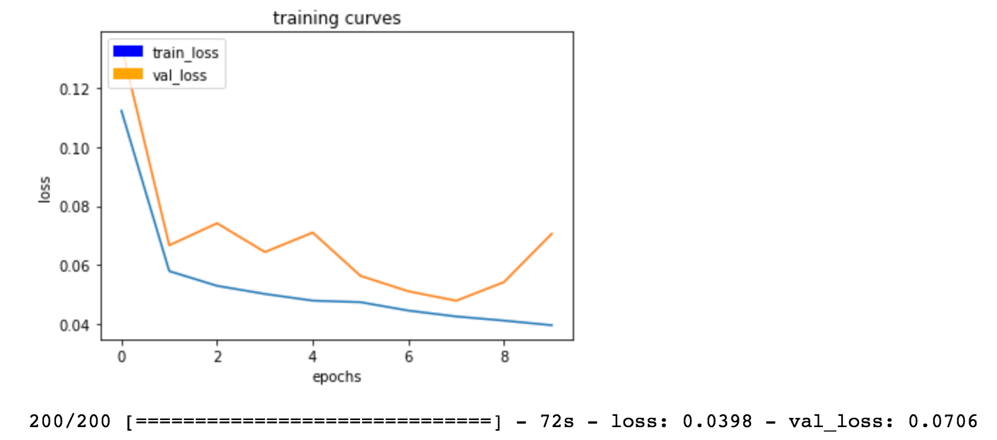 training curves
train_loss
val_loss
0.12
0.10
0.08
0.06
0.04
loss
0 2 4 6 8
epochs
200/200 [==============================] - 72s - loss: 0.0398 - val_loss: 0.0706